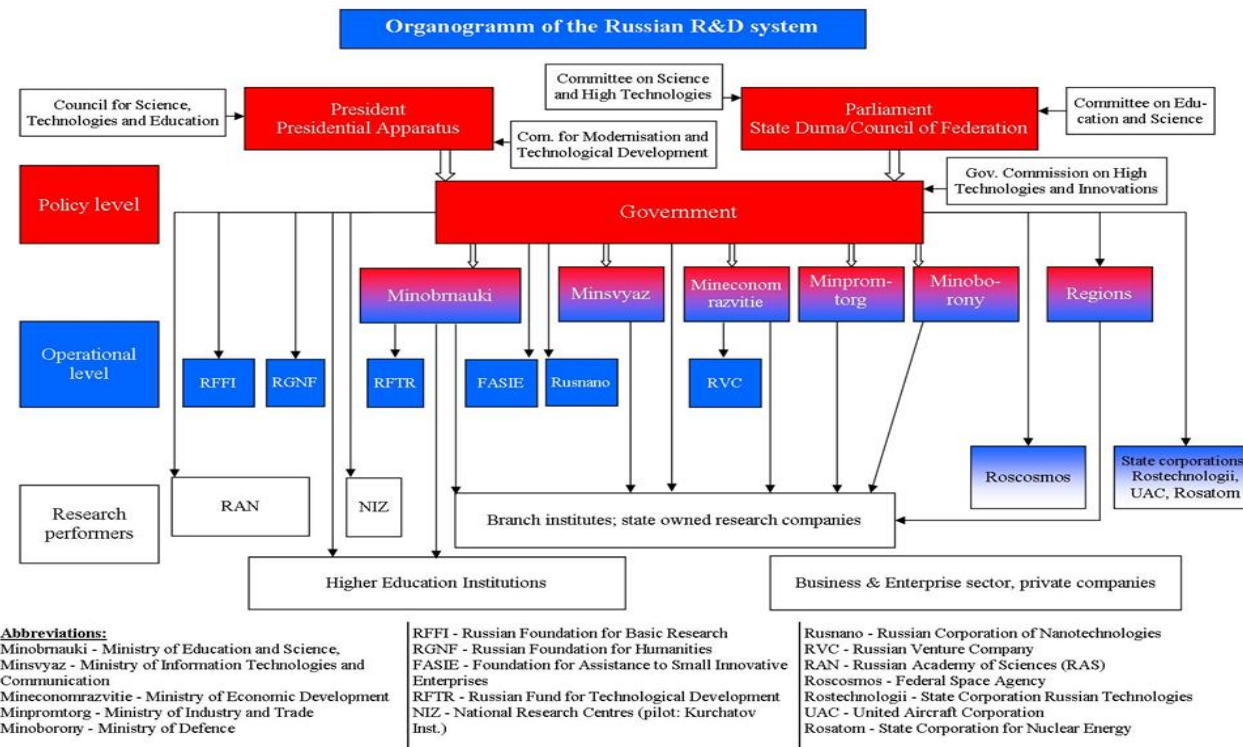 Organogramm of the Russian R&D system
Council for Science,
Technologies and Education
President
Presidential Apparatus
Committee on Science
and High Technologies
Parliament
State Duma/Council of Federation
Committee on Edu-
cation and Science
Com. for Modernisation and
Technological Development
Gov. Commission on High
Technologies and Innovations
Policy level
Government
Minobrnauki
Minsvyaz
Mineconom
razvitie
Minprom-
torg
Minobo-
rony
Regions
Operational
level
RFFI
RGNF
RFTR
FASIE
Rusnano
RVC
Roscosmos
State corporations
Rostechnologii,
UAC, Rosatom
Research
performers
RAN
NIZ
Branch institutes; state owned research companies
Higher Education Institutions
Business & Enterprise sector, private companies
Abbreviations:
Minobrnauki - Ministry of Education and Science,
Minsvyaz - Ministry of Information Technologies and
Communication
Mineconomrazvitie - Ministry of Economic Development
Minpromtorg - Ministry of Industry and Trade
Minoborony - Ministry of Defence
RFFI - Russian Foundation for Basic Research
RGNF - Russian Foundation for Humanities
FASIE - Foundation for Assistance to Small Innovative
Enterprises
RFTR - Russian Fund for Technological Development
NIZ - National Research Centres (pilot: Kurchatov
Inst.)
Rusnano - Russian Corporation of Nanotechnologies
RVC - Russian Venture Company
RAN - Russian Academy of Sciences (RAS)
Roscosmos - Federal Space Agency
Rostechnologii - State Corporation Russian Technologies
UAC - United Aircraft Corporation
Rosatom - State Corporation for Nuclear Energy